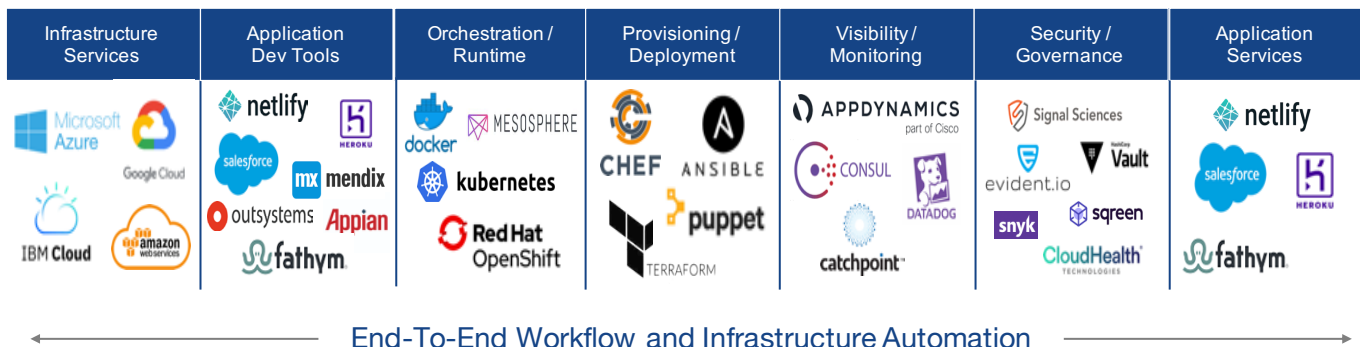 Infrastructure
Services
Application
Dev Tools
Orchestration /
Runtime
Provisioning /
Deployment
Visibility /
Monitoring
Security /
Governance
Application
Services
Microsoft
Azure
Google Cloud
IBM Cloud
amazon
webservices
netlify
HEROKU
salesforce
mx mendix
outsystems
Appian
fathym
docker
MESOSPHERE
kubernetes
Red Hat
OpenShift
CHEF
A
ANSIBLE
puppet
TERRAFORM
APPDYNAMICS
part of Cisco
CONSUL
DATADOG
catchpoint™
Signal Sciences
evident.io
HashiCorp
Vault
snyk
sqreen
CloudHealth
TECHNOLOGIES
netlify
salesforce
HEROKU
fathym
End-To-End Workflow and Infrastructure Automation